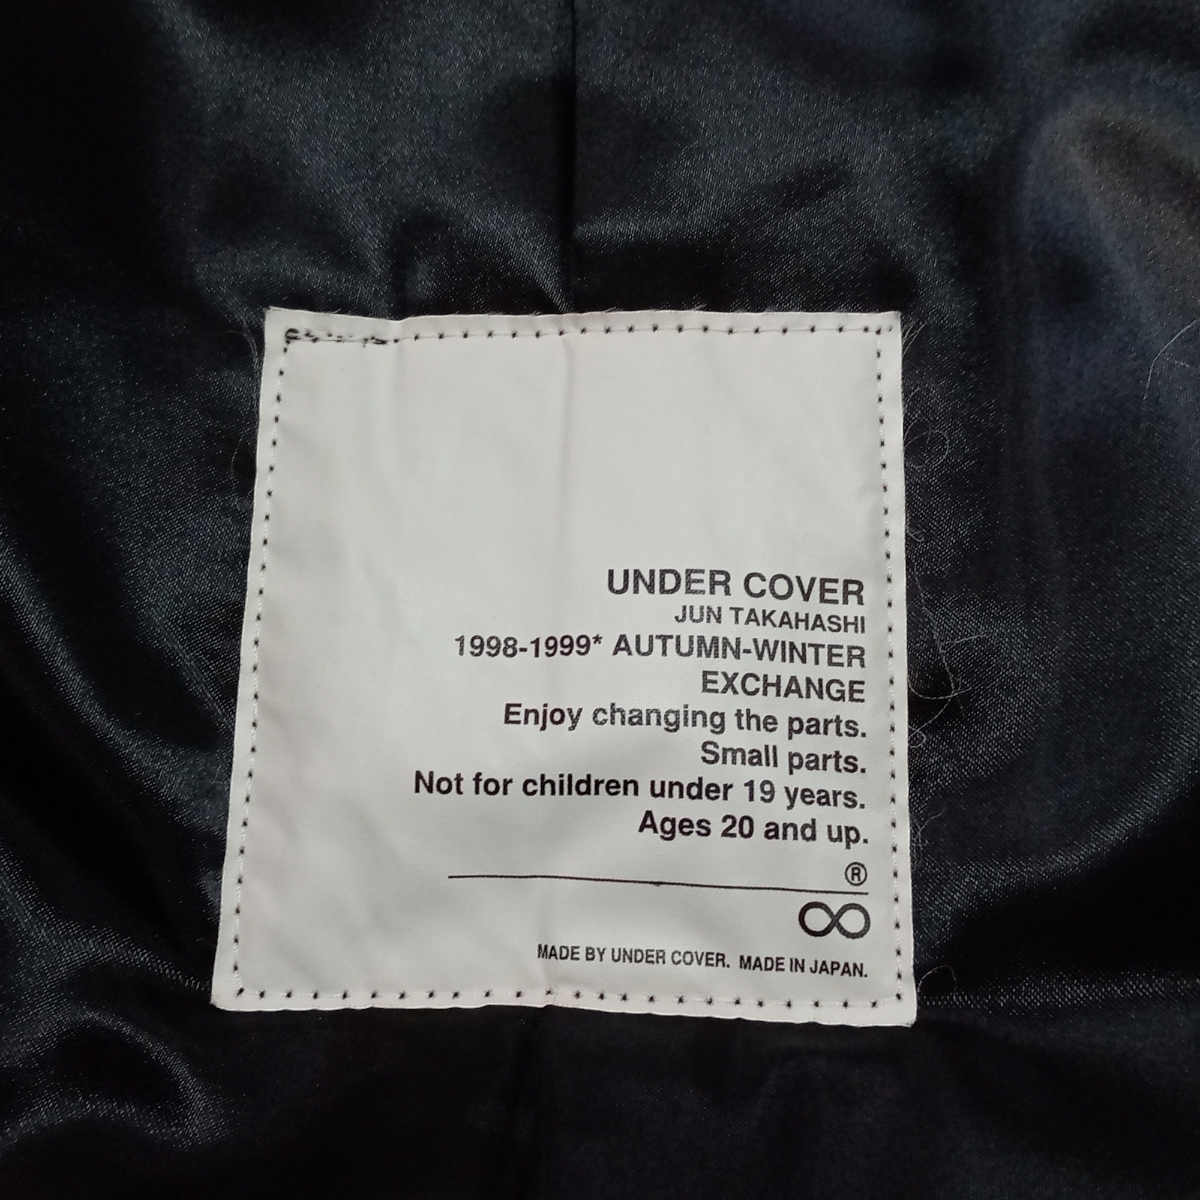 UNDER COVER
JUN TAKAHASHI
1998-1999* AUTUMN-WINTER
EXCHANGE
Enjoy changing the parts.
Small parts.
Not for children under 19 years.
Ages 20 and up.
®
∞
MADE BY UNDER COVER. MADE IN JAPAN.